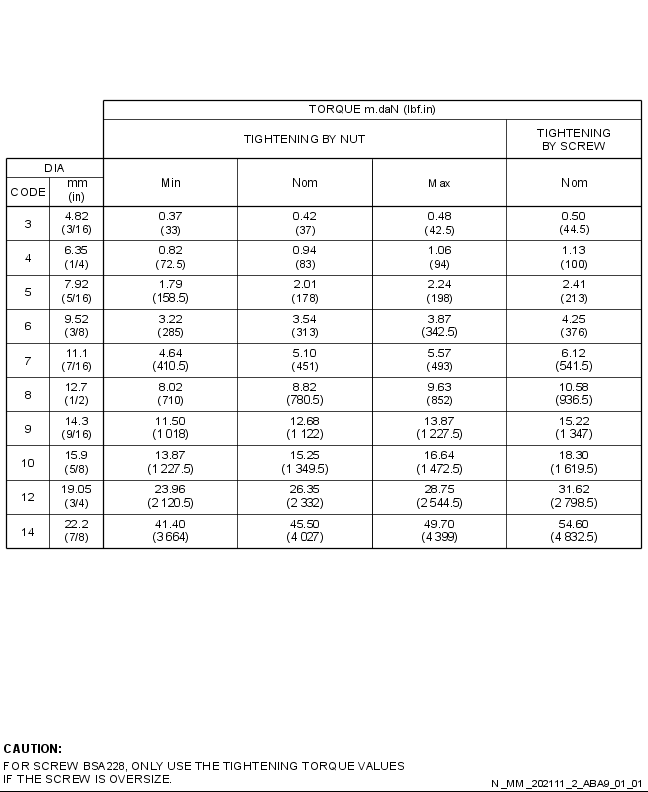 TORQUE m.daN (lbf.in)
TIGHTENING BY NUT
TIGHTENING
BY SCREW
DIA
CODE
mm
(in)
Min
Nom
Max
Nom
3 4.82 0.37 0.42 0.48 0.50
(3/16) (33) (37) (42.5) (44.5)
4 6.35 0.82 0.94 1.06 1.13
(1/4) (72.5) (83) (94) (100)
5 7.92 1.79 2.01 2.24 2.41
(5/16) (158.5) (178) (198) (213)
6 9.52 3.22 3.54 3.87 4.25
(3/8) (285) (313) (342.5) (376)
7 11.1 4.64 5.10 5.57 6.12
(7/16) (410.5) (451) (493) (541.5)
8 12.7 8.02 8.82 9.63 10.58
(1/2) (710) (780.5) (852) (936.5)
9 14.3 11.50 12.68 13.87 15.22
(9/16) (1 018) (1 122) (1 227.5) (1 347)
10 15.9 13.87 15.25 16.64 18.30
(5/8) (1 227.5) (1 349.5) (1 472.5) (1 619.5)
12 19.05 23.96 26.35 28.75 31.62
(3/4) (2 120.5) (2 332) (2 544.5) (2 798.5)
14 22.2 41.40 45.50 49.70 54.60
(7/8) (3 664) (4 027) (4 399) (4 832.5)
CAUTION:
FOR SCREW BSA228, ONLY USE THE TIGHTENING TORQUE VALUES
IF THE SCREW IS OVERSIZE.
N_MM_202111_2_ABA9_01_01